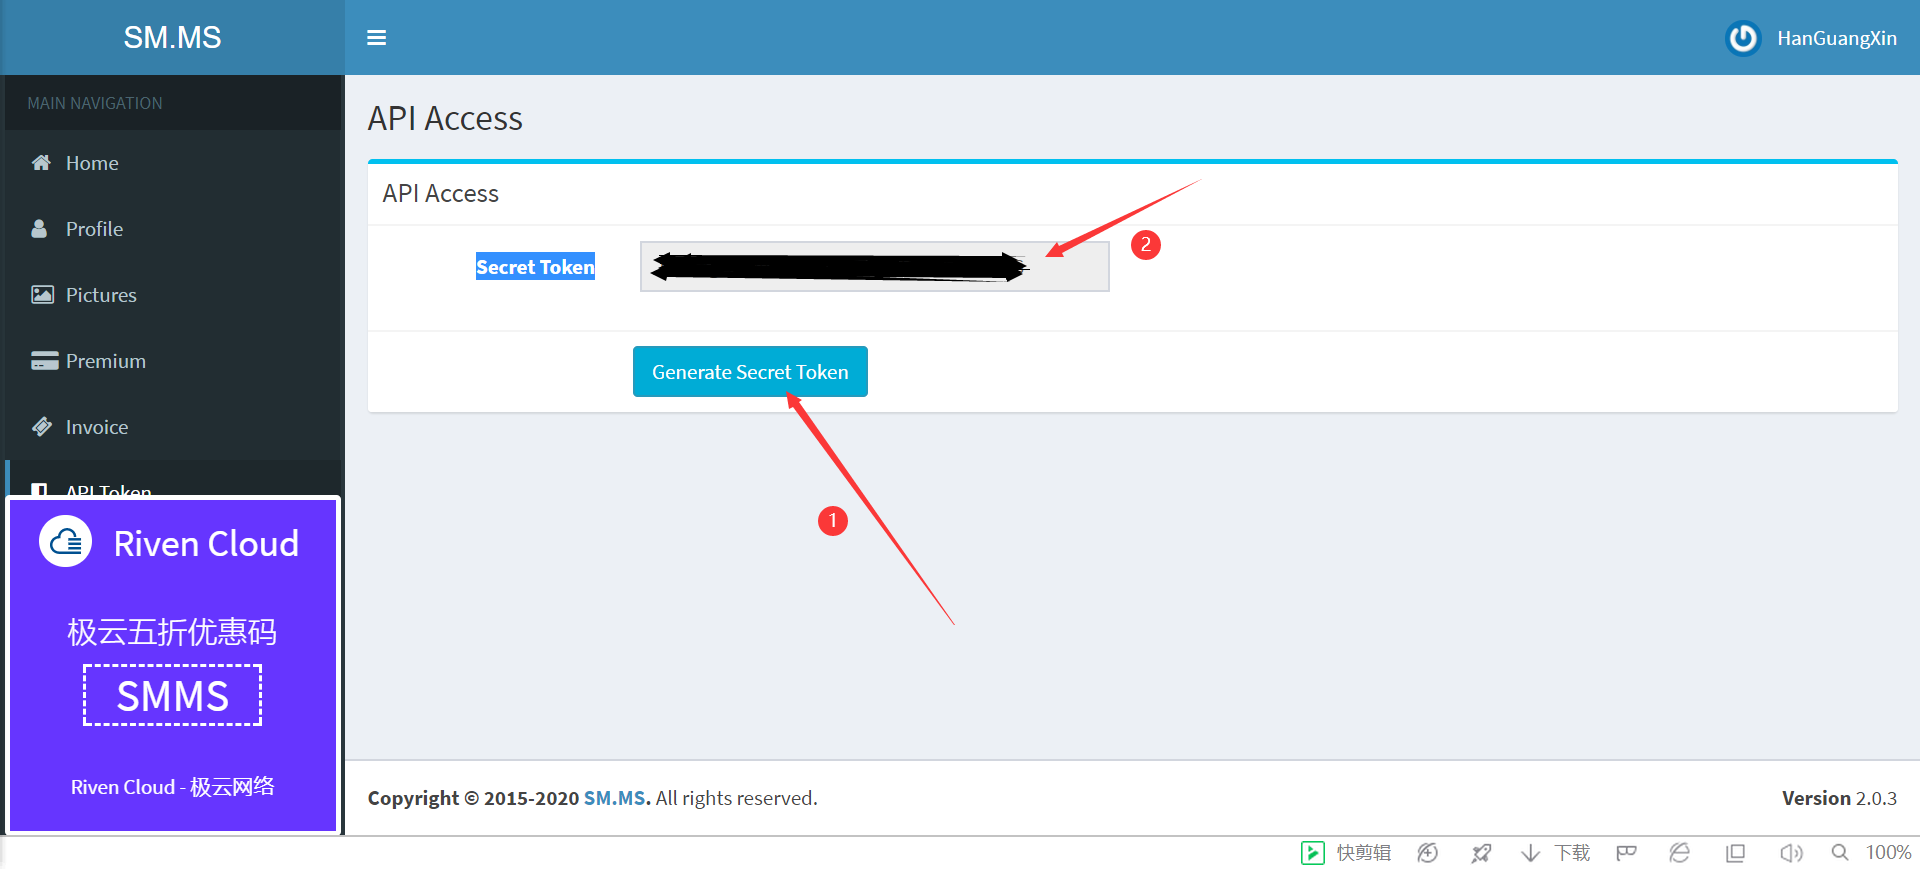 SM.MS
HanGuangXin
MAIN NAVIGATION
Home
Profile
Pictures
Premium
Invoice
API Token
Riven Cloud
极云五折优惠码
SMMS
Riven Cloud - 极云网络
API Access
API Access
Secret Token
2
Generate Secret Token
1
Copyright © 2015-2020 SM.MS. All rights reserved.
Version 2.0.3
快剪辑
下载
100%